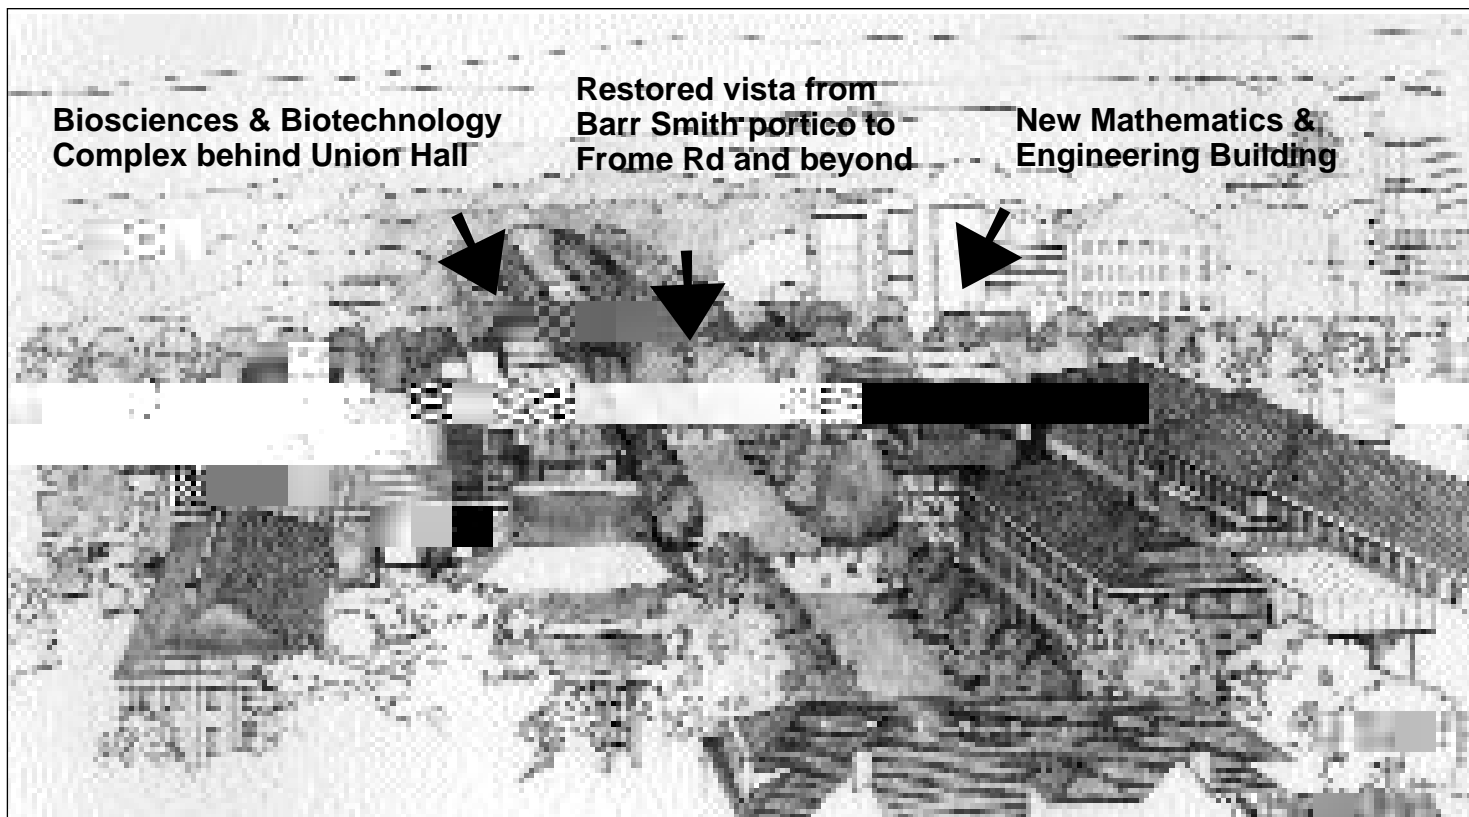 Biosciences & Biotechnology
Complex behind Union Hall
Restored vista from
Barr Smith portico to
Frome Rd and beyond
New Mathematics &
Engineering Building